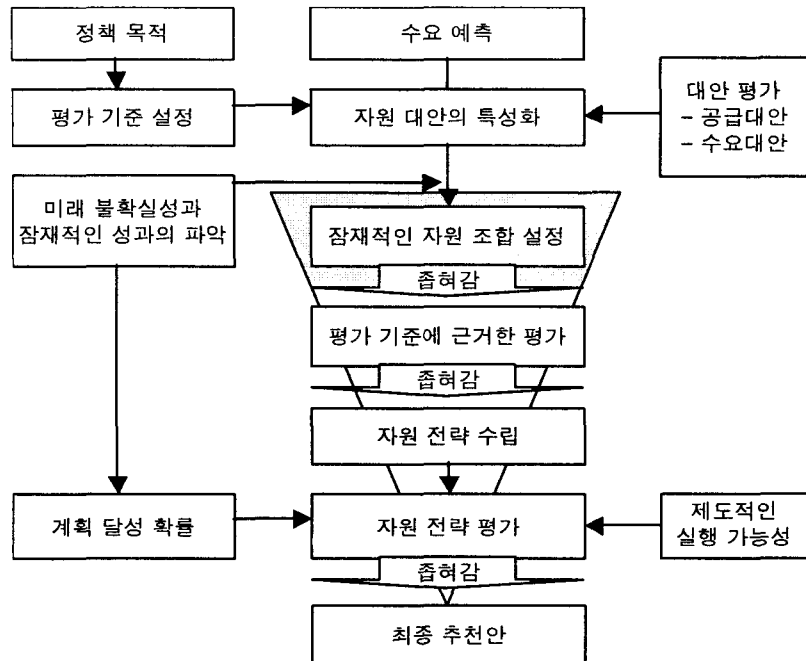 정책 목적
수요 예측
평가 기준 설정
자원 대안의 특성화
대안 평가
– 공급대안
– 수요대안
미래 불확실성과
잠재적인 성과의 파악
잠재적인 자원 조합 설정
좁혀감
평가 기준에 근거한 평가
좁혀감
자원 전략 수립
계획 달성 확률
자원 전략 평가
제도적인
실행 가능성
좁혀감
최종 추천안